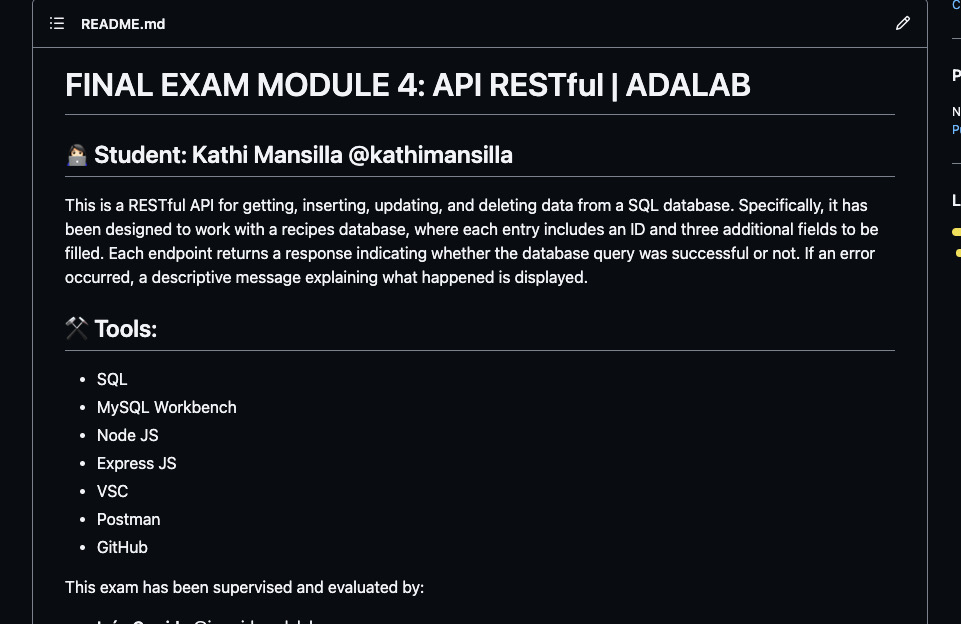 README.md
FINAL EXAM MODULE 4: API RESTful | ADALAB
Student: Kathi Mansilla @kathimansilla
This is a RESTful API for getting, inserting, updating, and deleting data from a SQL database. Specifically, it has
been designed to work with a recipes database, where each entry includes an ID and three additional fields to be
filled. Each endpoint returns a response indicating whether the database query was successful or not. If an error
occurred, a descriptive message explaining what happened is displayed.
Tools:
SQL
MySQL Workbench
Node JS
Express JS
VSC
Postman
GitHub
This exam has been supervised and evaluated by: